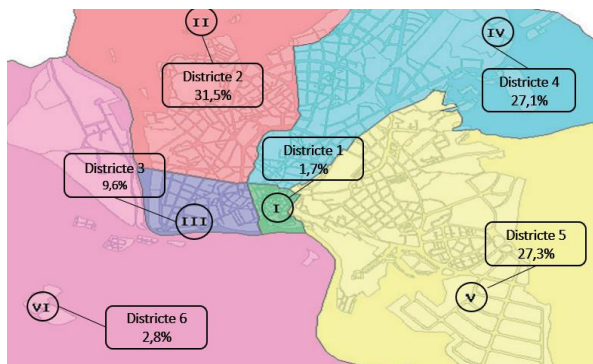 II
Districte 2
31,5%
IV
Districte 4
27,1%
Districte 3
9,6%
Districte 1
1,7%
I
III
Districte 5
27,3%
V
VI
Districte 6
2,8%